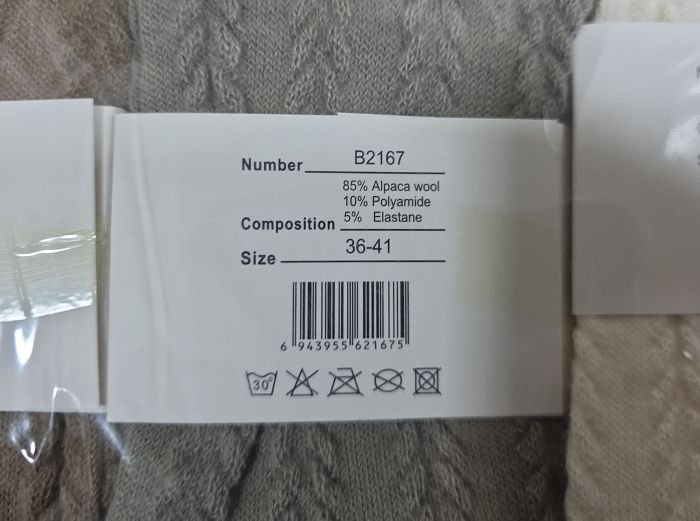 Number B2167
85% Alpaca wool
10% Polyamide
Composition 5% Elastane
Size 36-41
6 943955 621675
30°